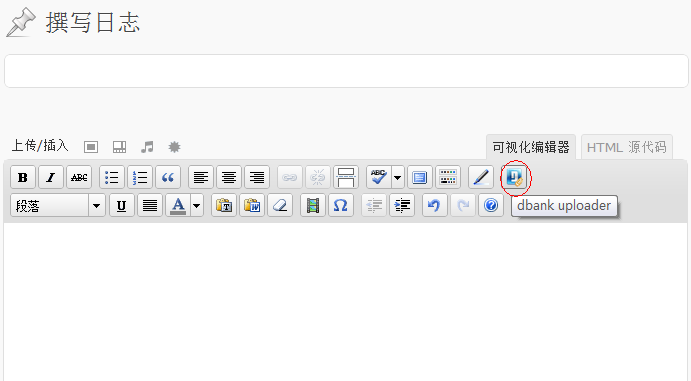 撰写日志
上传/插入
可视化编辑器 HTML 源代码
B I ABC ABC
段落 U A T W Ω ?
dbank uploader